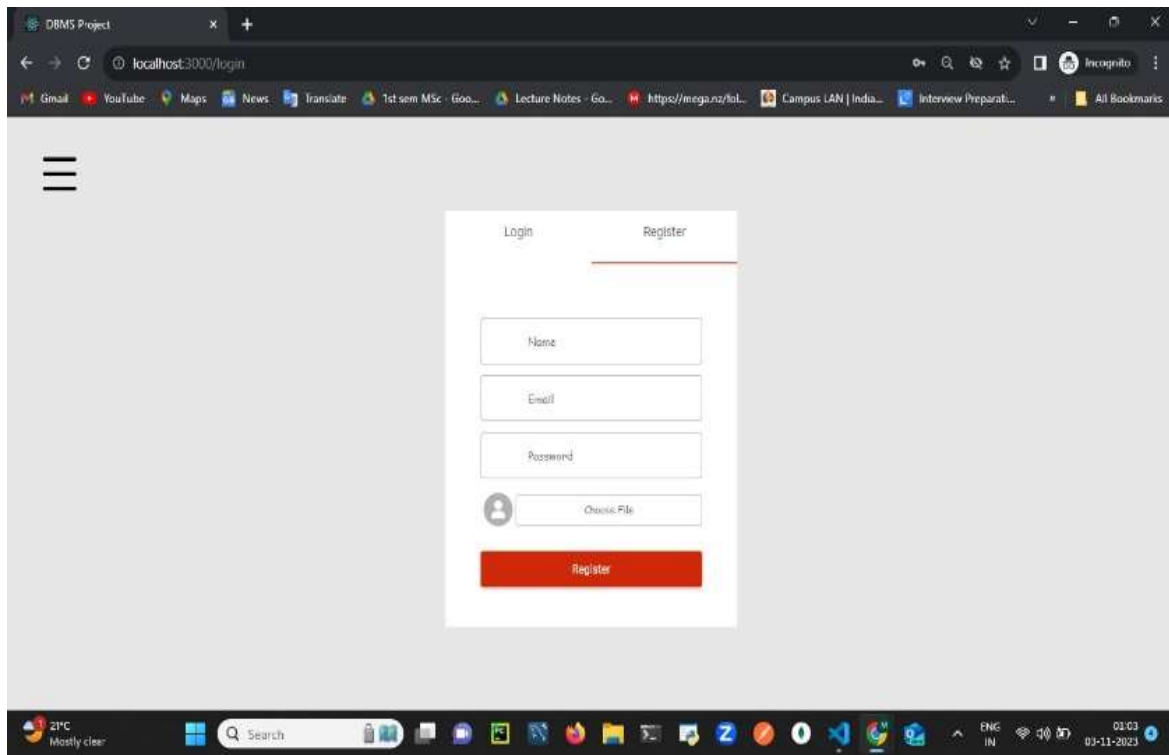 DBMS Project
localhost:3000/login
Incognito
Gmail YouTube Maps News Translate 1st sem MSc - Goo... Lecture Notes - Go... https://mega.nz/fol... Campus LAN | India... Interview Preparati... » All Bookmarks
Login Register
Name
Email
Password
Choose File
Register
21°C
Mostly clear
Search
ENG
IN
01:03
03-11-2023